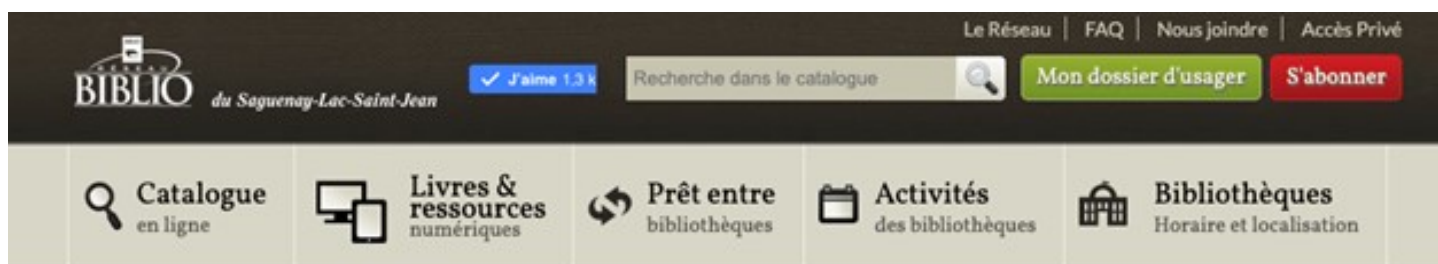 Le Réseau | FAQ | Nous joindre | Accès Privé
RÉSEAU
BIBLIO du Saguenay-Lac-Saint-Jean
J'aime 1,3 k
Recherche dans le catalogue
Mon dossier d'usager
S'abonner
Catalogue
en ligne
Livres &
ressources
numériques
Prêt entre
bibliothèques
Activités
des bibliothèques
Bibliothèques
Horaire et localisation